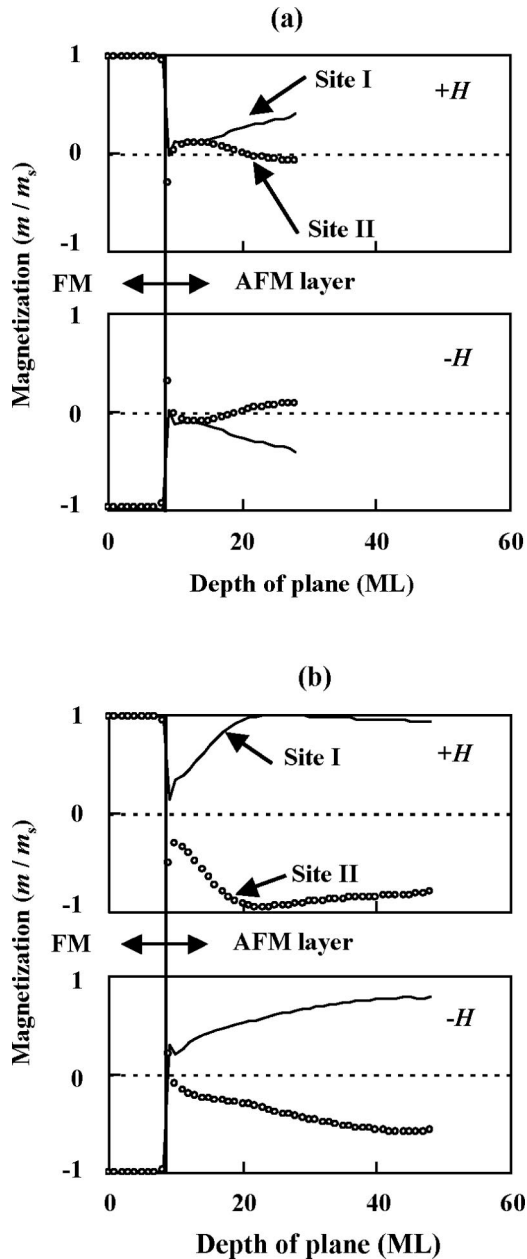 (a)
Magnetization (m / ms)
1
0
-1
Site I
Site II
+H
FM
AFM layer
1
0
-1
-H
0
20
40
60
Depth of plane (ML)
(b)
Magnetization (m / ms)
1
0
-1
Site I
Site II
+H
FM
AFM layer
1
0
-1
-H
0
20
40
60
Depth of plane (ML)